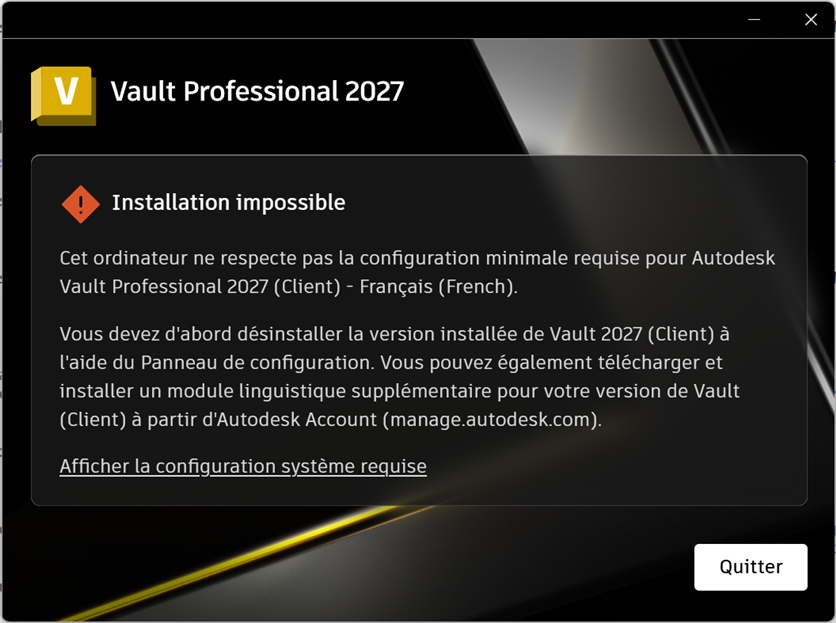 V
Vault Professional 2027
Installation impossible
Cet ordinateur ne respecte pas la configuration minimale requise pour Autodesk
Vault Professional 2027 (Client) - Français (French).
Vous devez d'abord désinstaller la version installée de Vault 2027 (Client) à
l'aide du Panneau de configuration. Vous pouvez également télécharger et
installer un module linguistique supplémentaire pour votre version de Vault
(Client) à partir d'Autodesk Account (manage.autodesk.com).
Afficher la configuration système requise
Quitter